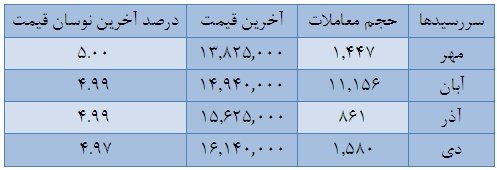 سررسیدها حجم معاملات آخرین قیمت درصد آخرین نوسان قیمت
مهر ۱,۴۴۷ ۱۳,۸۲۵,۰۰۰ ۵.۰۰
آبان ۱۱,۱۵۶ ۱۴,۹۴۰,۰۰۰ ۴.۹۹
آذر ۸۶۱ ۱۵,۶۲۵,۰۰۰ ۴.۹۹
دی ۱,۵۸۰ ۱۶,۱۴۰,۰۰۰ ۴.۹۷